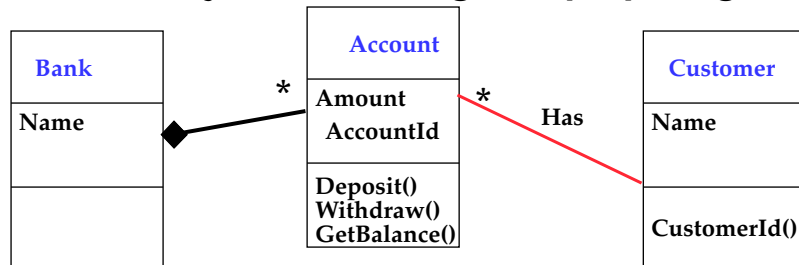 Bank
Name
*
Account
Amount
AccountId
Deposit()
Withdraw()
GetBalance()
*
Has
Customer
Name
CustomerId()